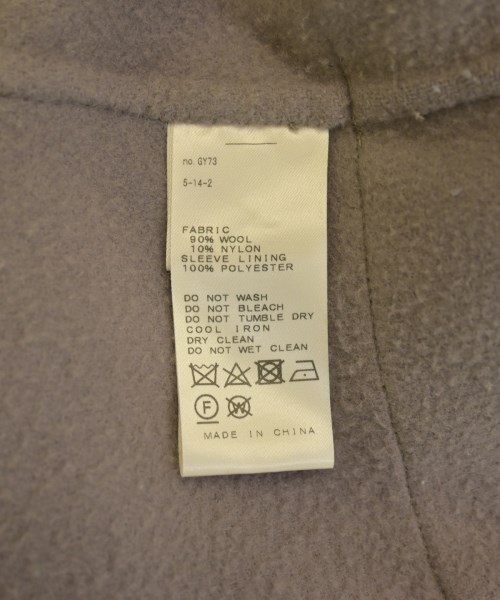 no. GY73
5-14-2
FABRIC
90% WOOL
10% NYLON
SLEEVE LINING
100% POLYESTER
DO NOT WASH
DO NOT BLEACH
DO NOT TUMBLE DRY
COOL IRON
DRY CLEAN
DO NOT WET CLEAN
F W
MADE IN CHINA